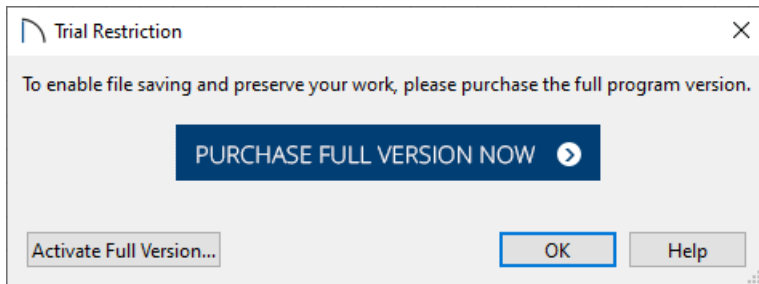 Trial Restriction
To enable file saving and preserve your work, please purchase the full program version.
PURCHASE FULL VERSION NOW
Activate Full Version...
OK
Help